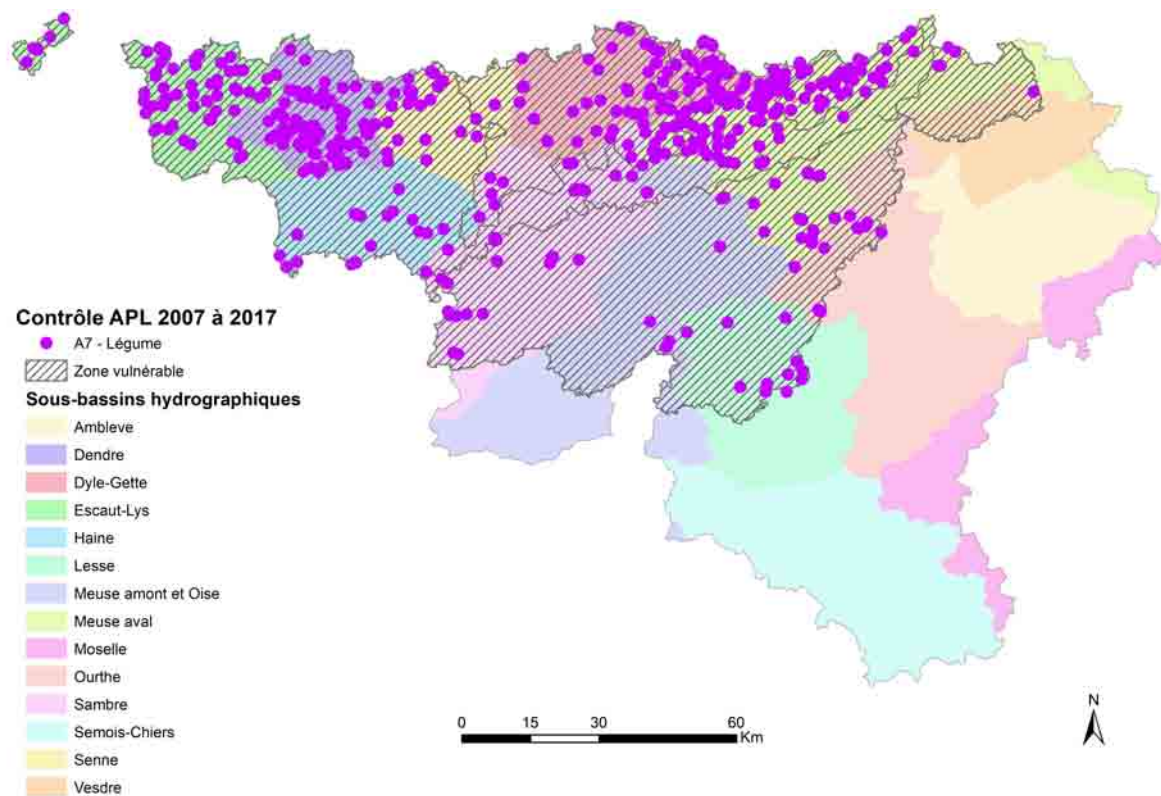 Contrôle APL 2007 à 2017
A7 - Légume
Zone vulnérable
Sous-bassins hydrographiques
Ambleve
Dendre
Dyle-Gette
Escaut-Lys
Haine
Lesse
Meuse amont et Oise
Meuse aval
Moselle
Ourthe
Sambre
Semois-Chiers
Senne
Vesdre
0 15 30 60
Km
N